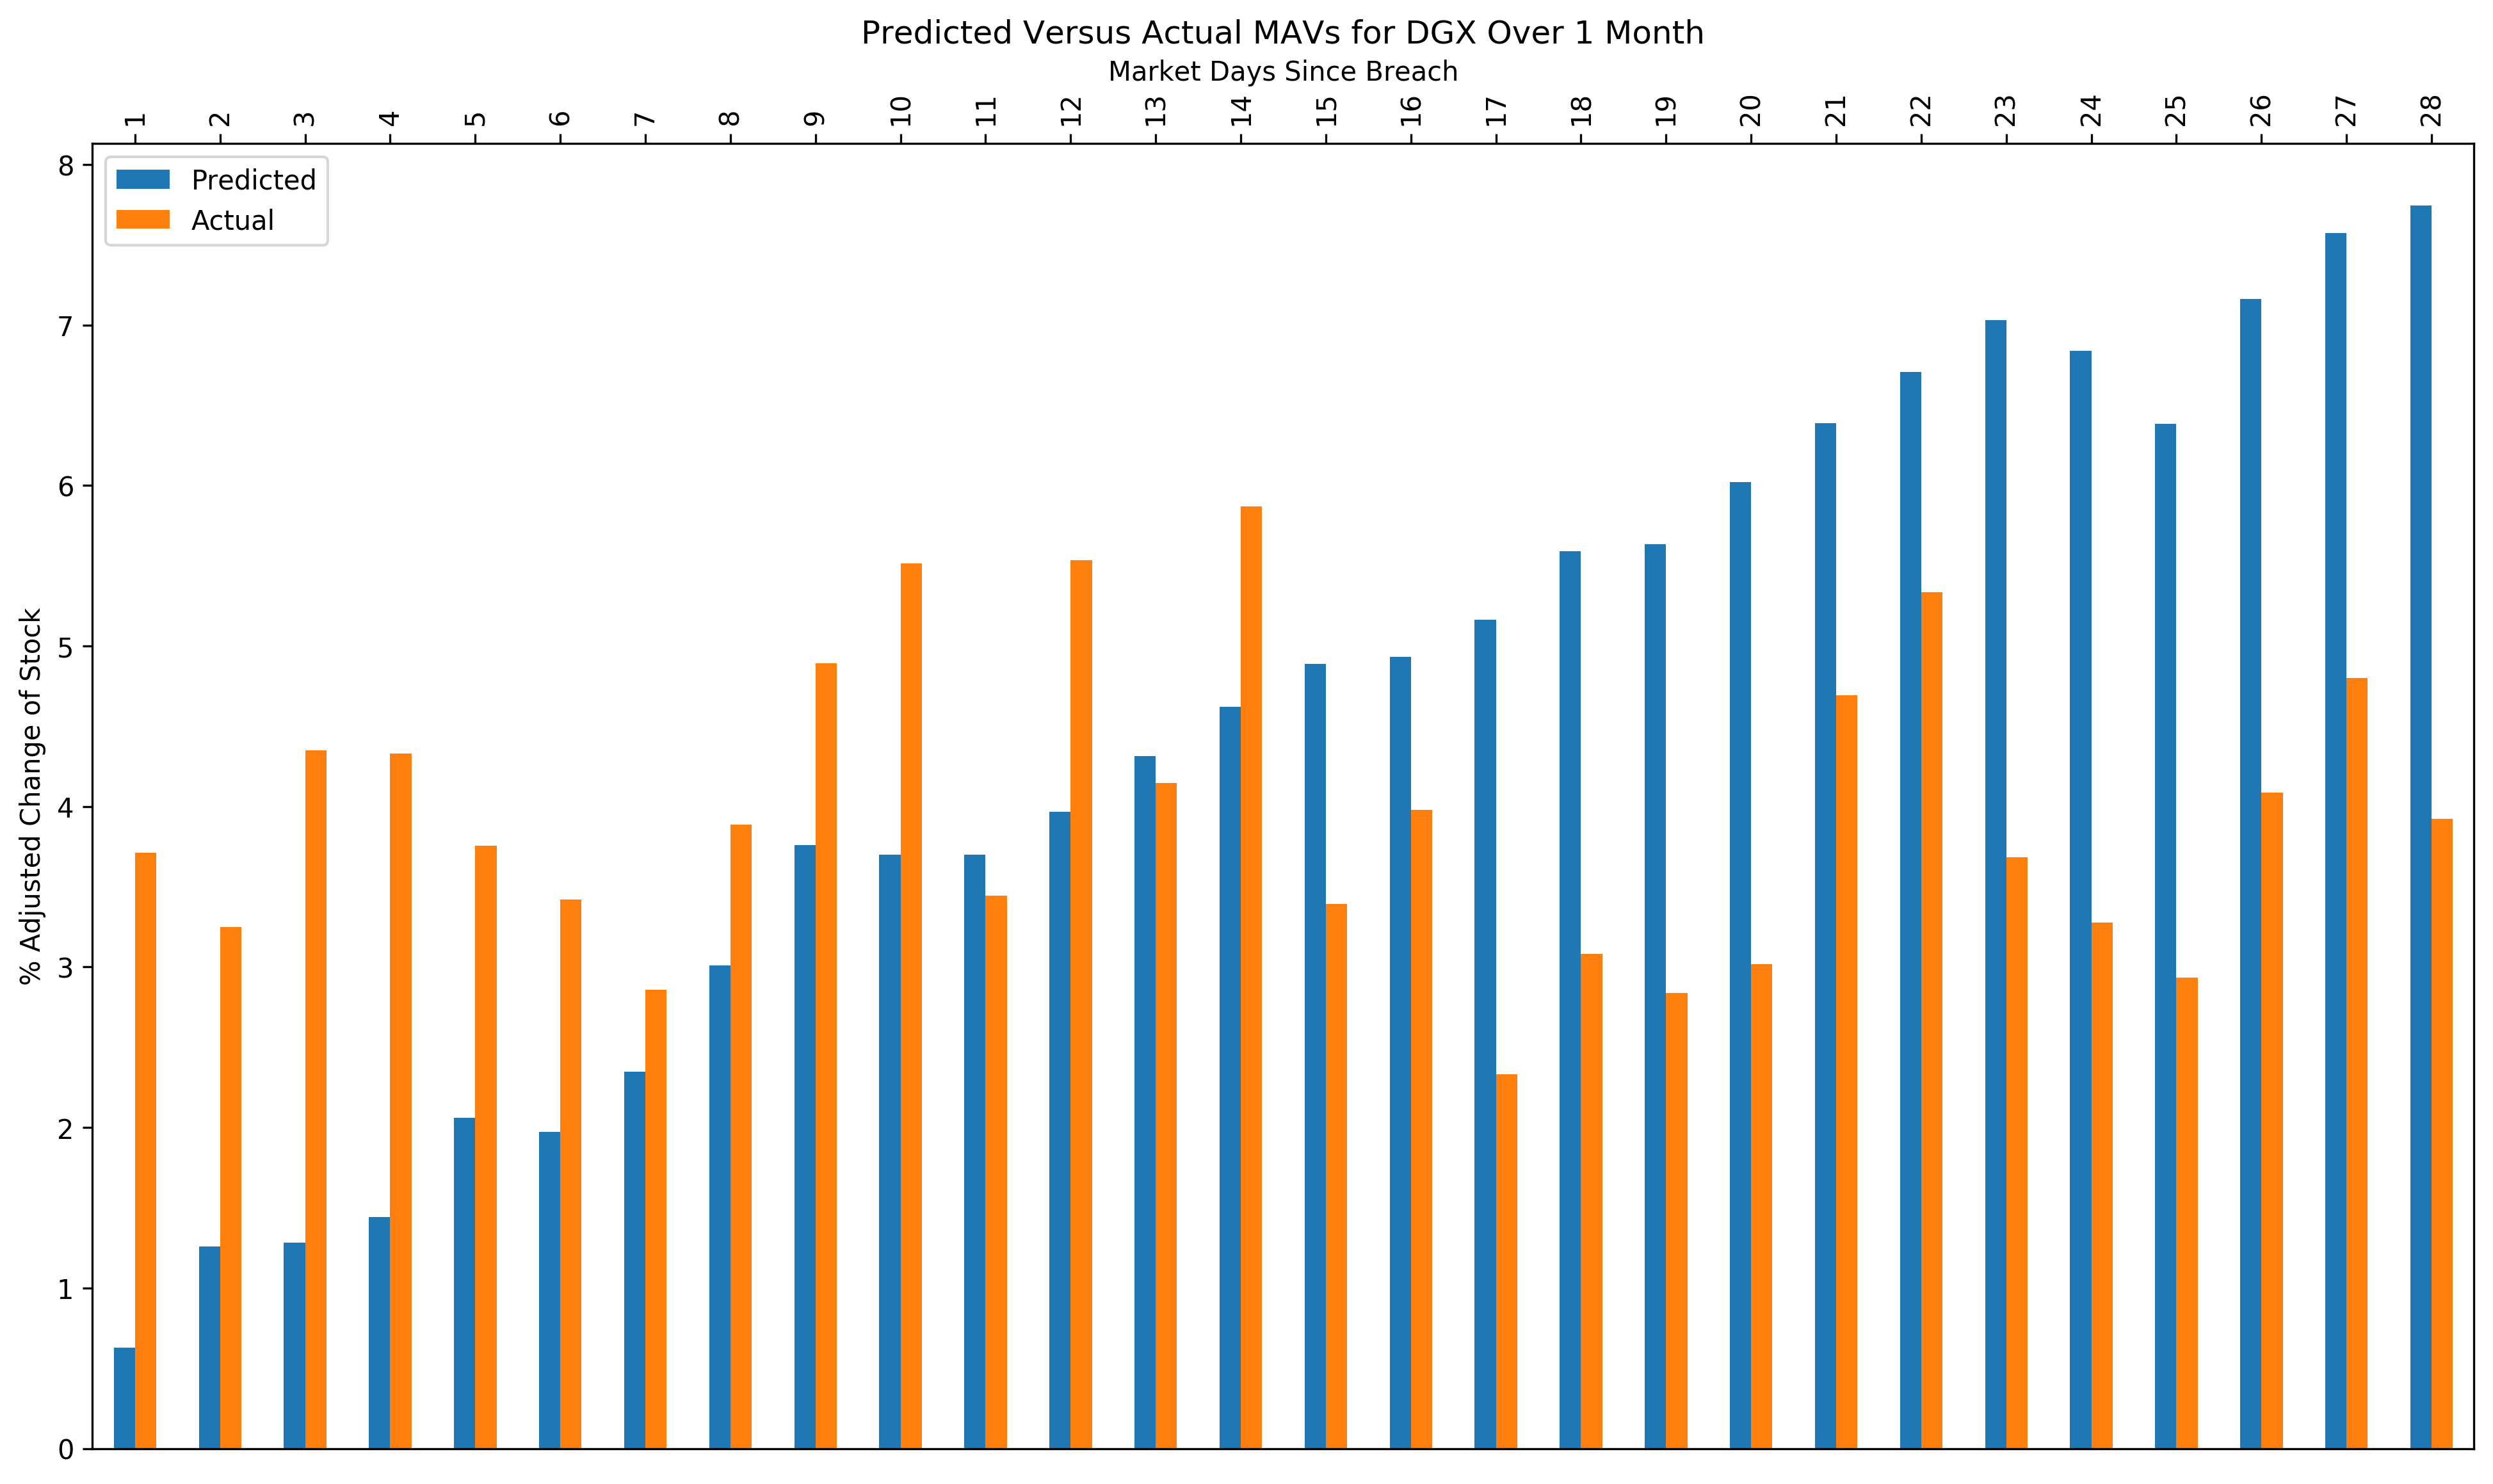 Predicted Versus Actual MAVs for DGX Over 1 Month
Market Days Since Breach
1 2 3 4 5 6 7 8 9 10 11 12 13 14 15 16 17 18 19 20 21 22 23 24 25 26 27 28
Predicted
Actual
% Adjusted Change of Stock
8
7
6
5
4
3
2
1
0